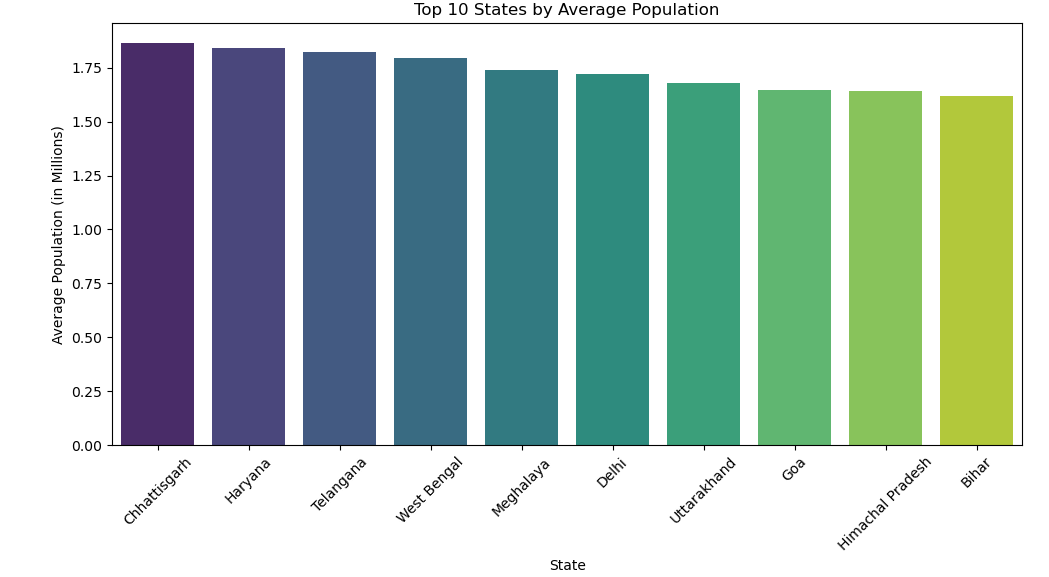 Top 10 States by Average Population
Average Population (in Millions)
1.75
1.50
1.25
1.00
0.75
0.50
0.25
0.00
Chhattisgarh
Haryana
Telangana
West Bengal
Meghalaya
Delhi
Uttarakhand
Goa
Himachal Pradesh
Bihar
State